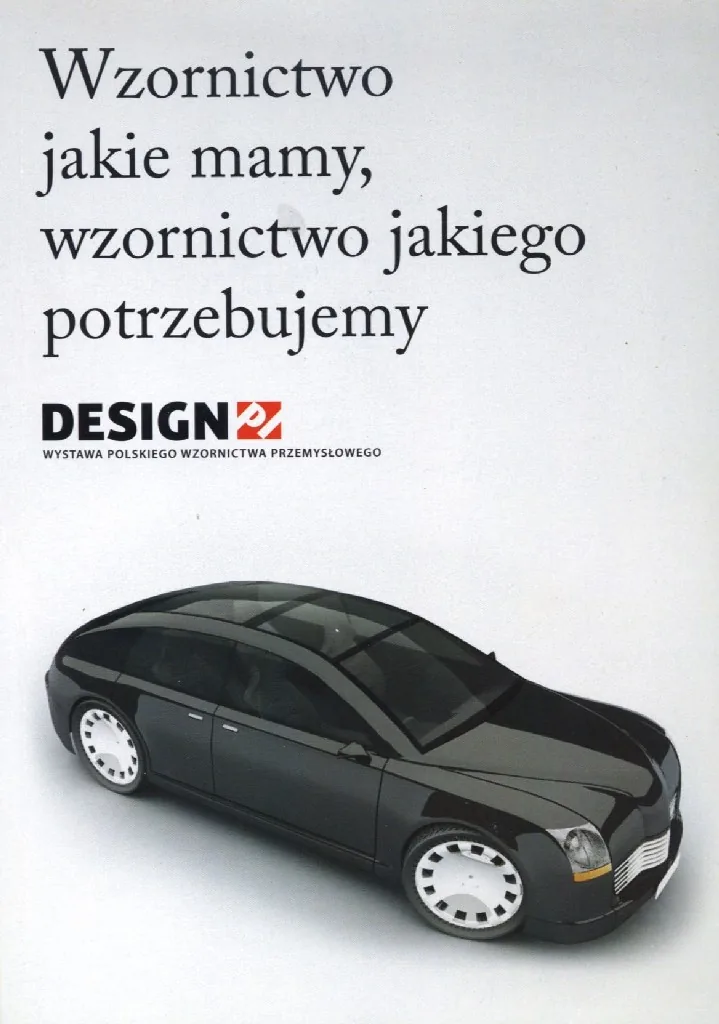 Wzornictwo
jakie mamy,
wzornictwo jakiego
potrzebujemy
DESIGN pl
WYSTAWA POLSKIEGO WZORNICTWA PRZEMYSŁOWEGO